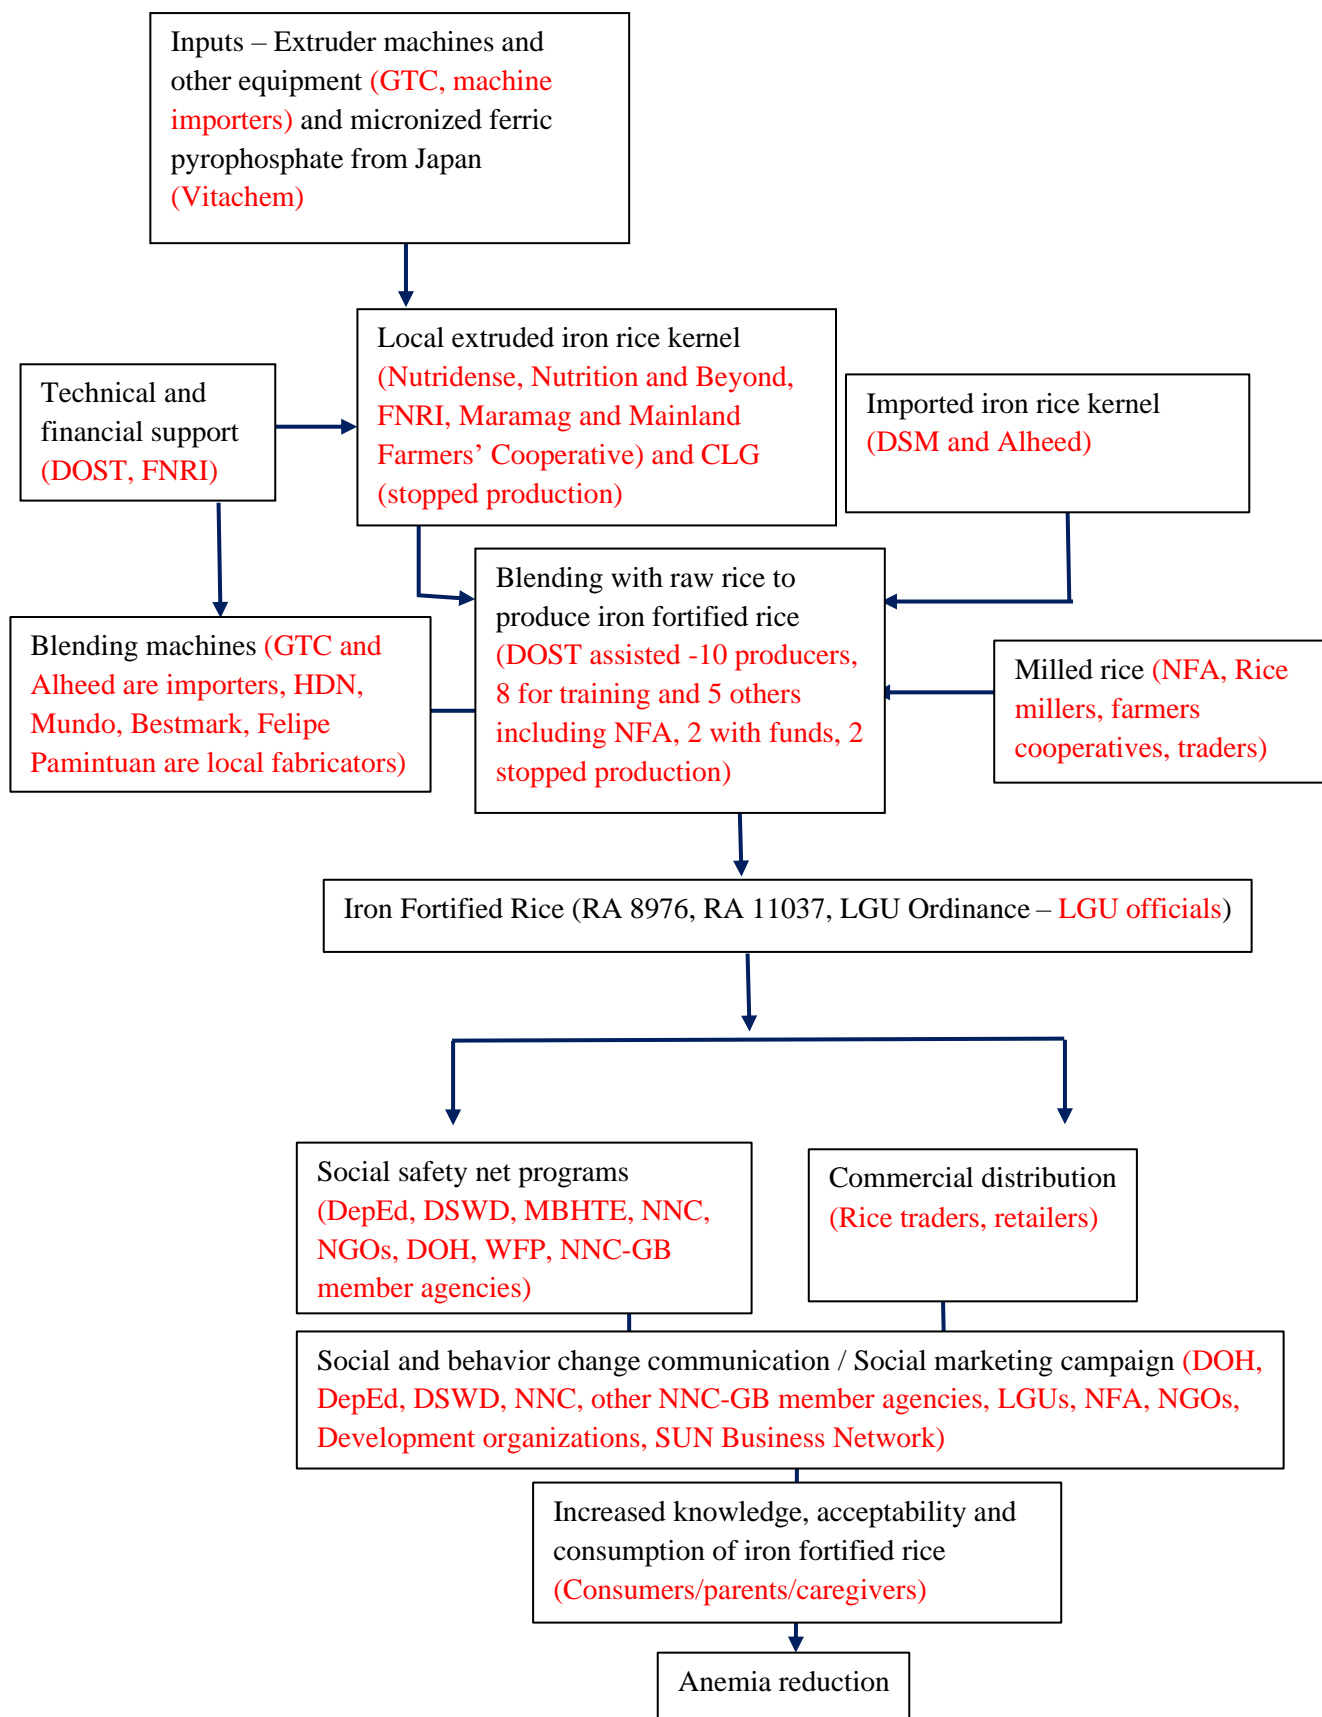 Inputs – Extruder machines and
other equipment (GTC, machine
importers) and micronized ferric
pyrophosphate from Japan
(Vitachem)
Local extruded iron rice kernel
(Nutridense, Nutrition and Beyond,
FNRI, Maramag and Mainland
Farmers’ Cooperative) and CLG
(stopped production)
Technical and
financial support
(DOST, FNRI)
Imported iron rice kernel
(DSM and Alheed)
Blending with raw rice to
produce iron fortified rice
(DOST assisted -10 producers,
8 for training and 5 others
including NFA, 2 with funds, 2
stopped production)
Blending machines (GTC and
Alheed are importers, HDN,
Mundo, Bestmark, Felipe
Pamintuan are local fabricators)
Milled rice (NFA, Rice
millers, farmers
cooperatives, traders)
Iron Fortified Rice (RA 8976, RA 11037, LGU Ordinance – LGU officials)
Social safety net programs
(DepEd, DSWD, MBHTE, NNC,
NGOs, DOH, WFP, NNC-GB
member agencies)
Commercial distribution
(Rice traders, retailers)
Social and behavior change communication / Social marketing campaign (DOH,
DepEd, DSWD, NNC, other NNC-GB member agencies, LGUs, NFA, NGOs,
Development organizations, SUN Business Network)
Increased knowledge, acceptability and
consumption of iron fortified rice
(Consumers/parents/caregivers)
Anemia reduction